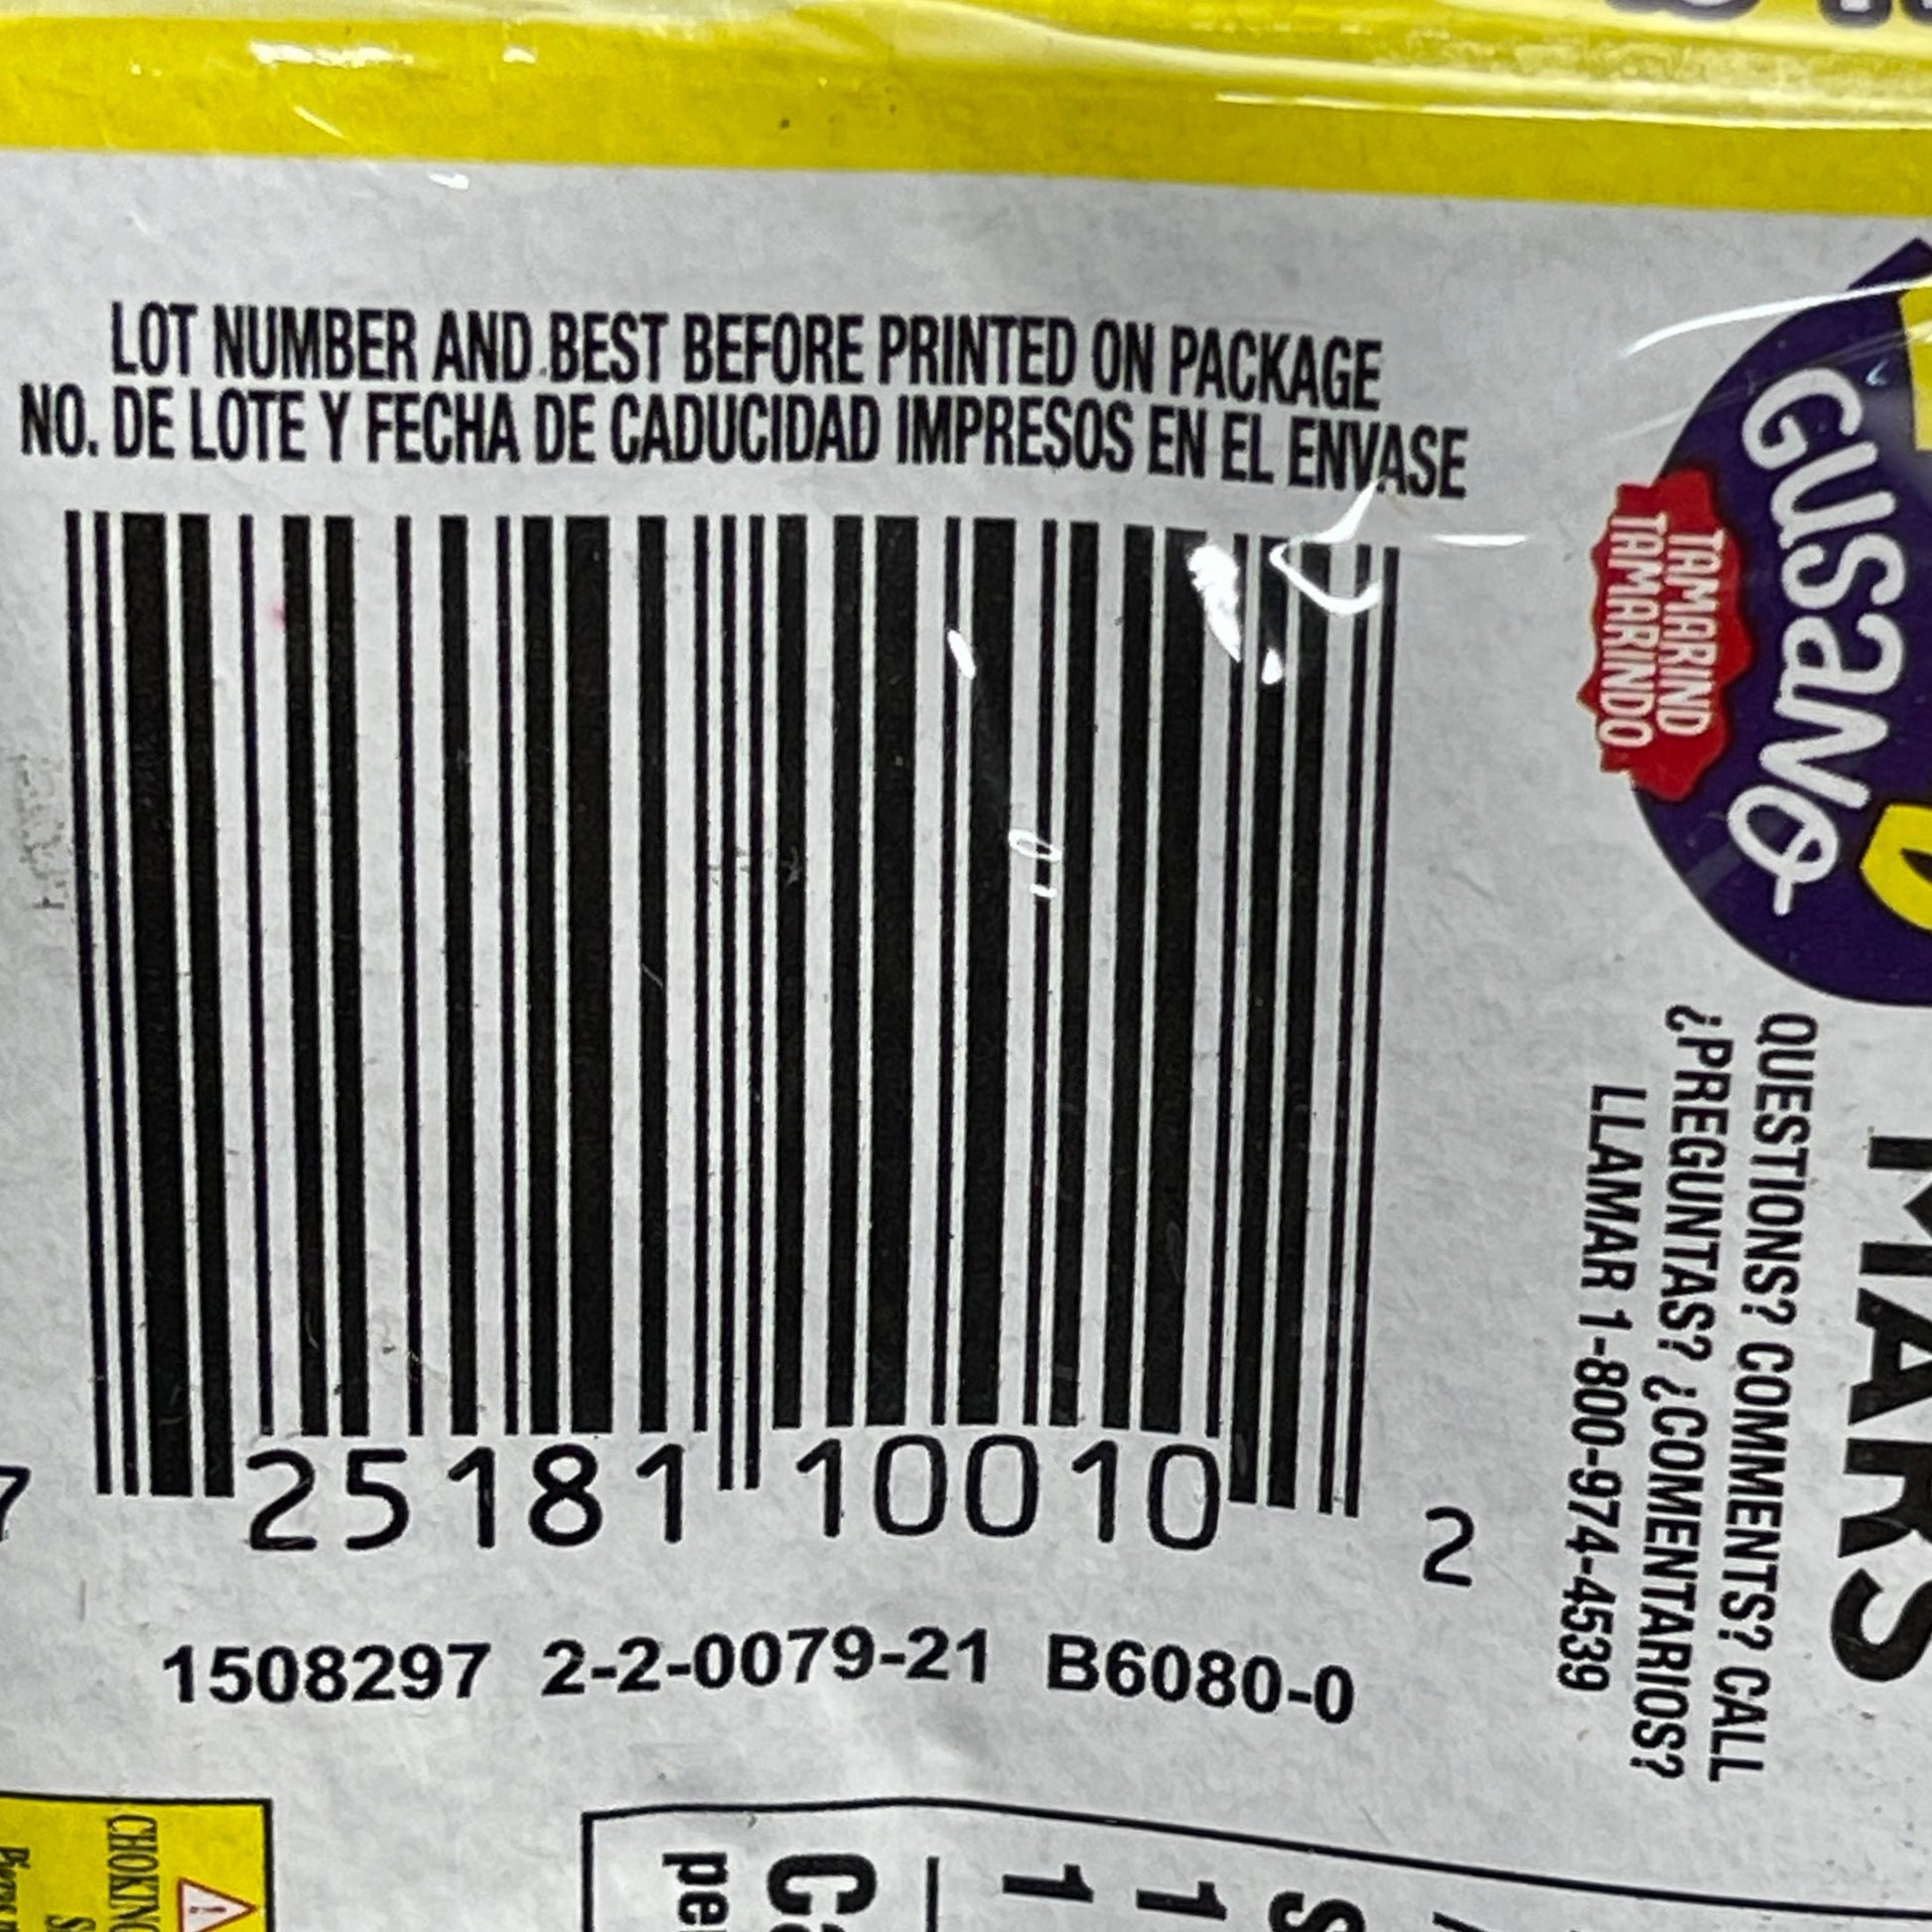 LOT NUMBER AND BEST BEFORE PRINTED ON PACKAGE
NO. DE LOTE Y FECHA DE CADUCIDAD IMPRESOS EN EL ENVASE
7 25181 10010 2
1508297 2-2-0079-21 B6080-0
GUSANO
TAMARIND
TAMARINDO
QUESTIONS? COMMENTS? CALL
¿PREGUNTAS? ¿COMENTARIOS?
LLAMAR 1-800-974-4539
MARS